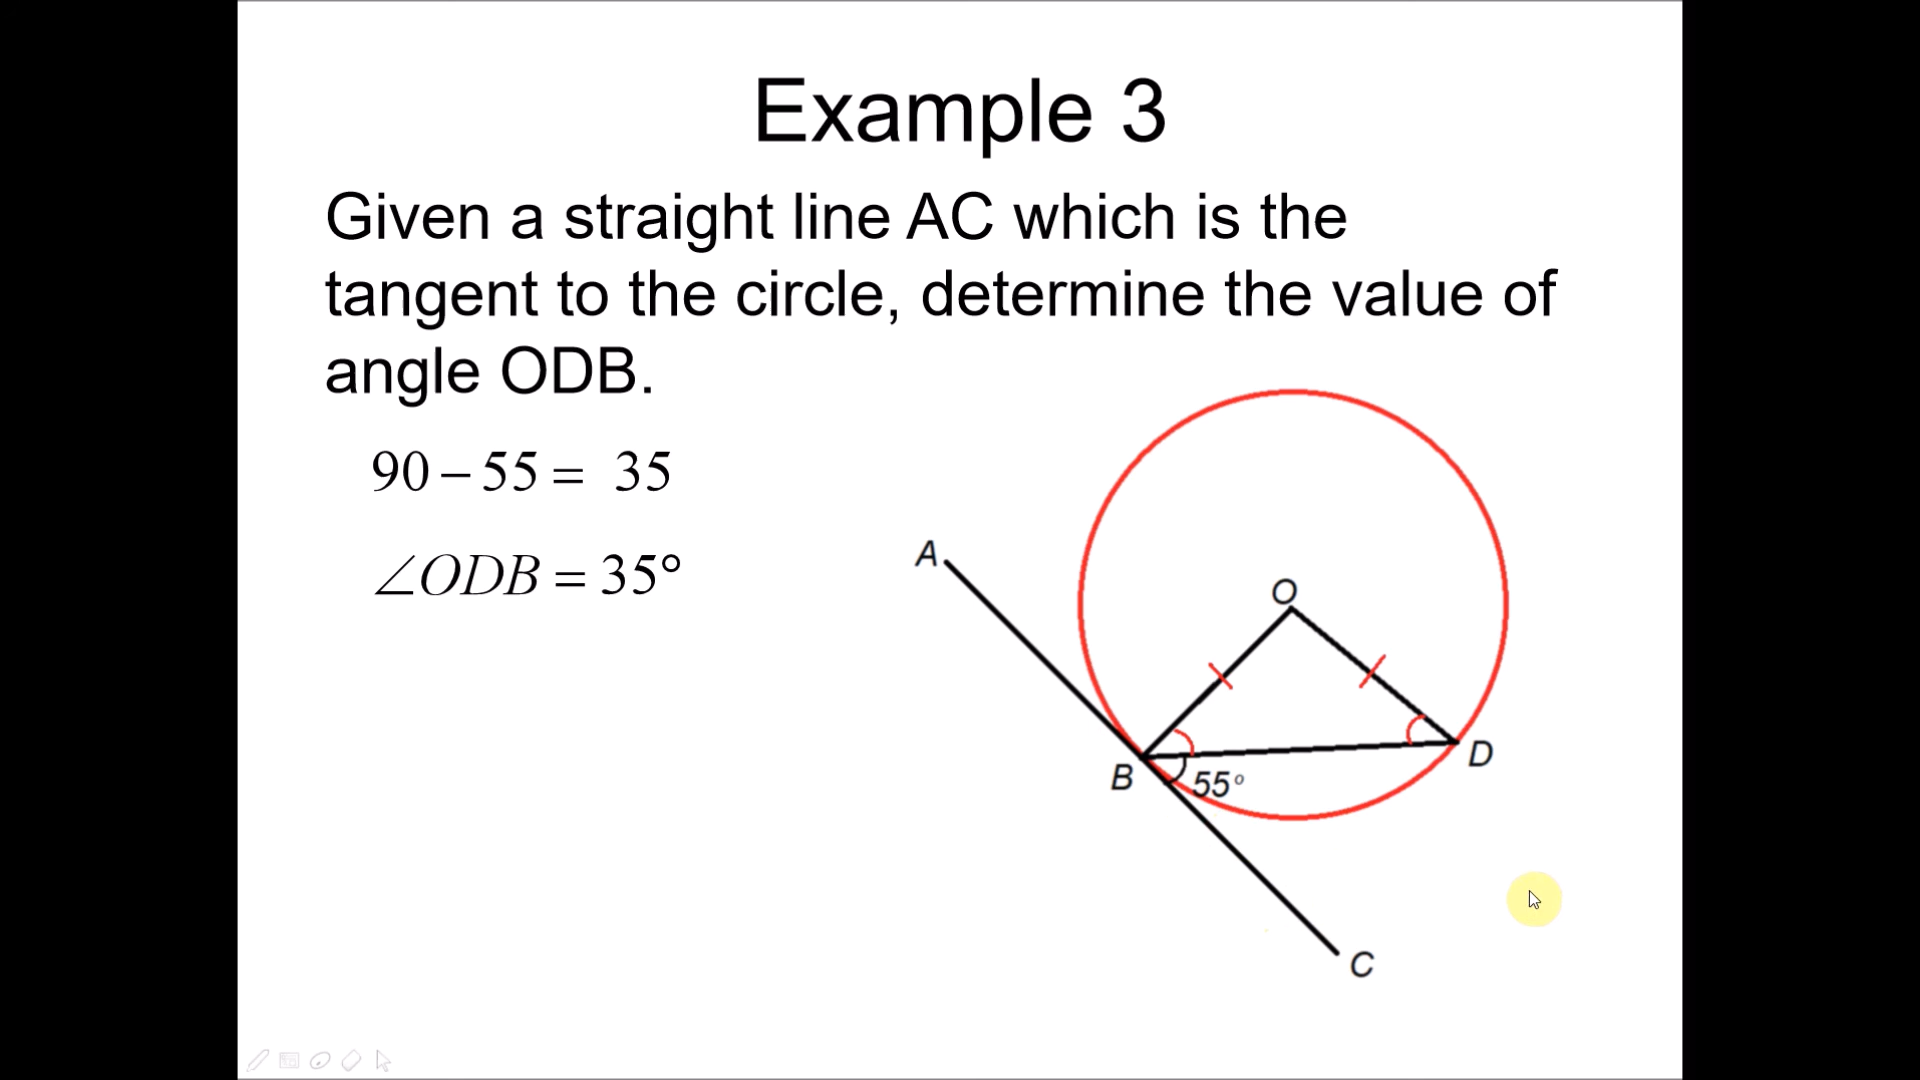 Example 3
Given a straight line AC which is the
tangent to the circle, determine the value of
angle ODB.
90 − 55 = 35
∠ODB = 35°
A
O
B
D
55°
C